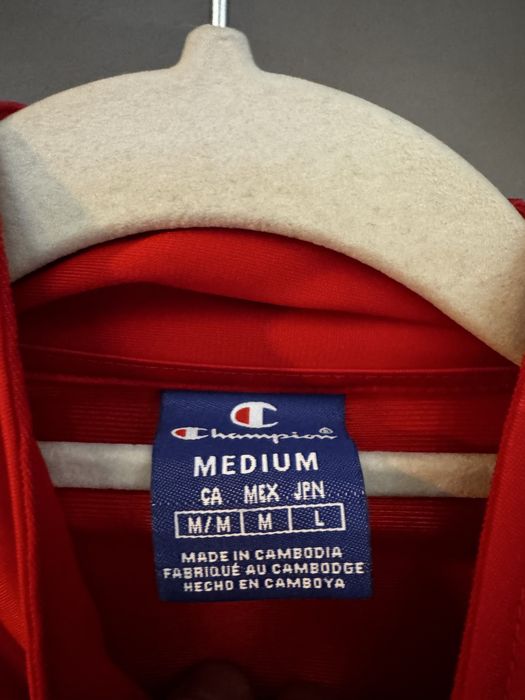 Champion®
MEDIUM
CA MEX JPN
M/M M L
MADE IN CAMBODIA
FABRIQUÉ AU CAMBODGE
HECHO EN CAMBOYA